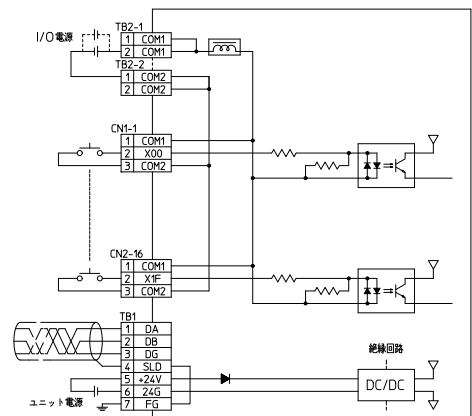 TB2-1
I/O電源
1 COM1
2 COM1
TB2-2
1 COM2
2 COM2
CN1-1
1 COM1
2 X00
3 COM2
CN2-16
1 COM1
2 X1F
3 COM2
TB1
1 DA
2 DB
3 DG
4 SLD
5 +24V
6 24G
7 FG
ユニット電源
絶縁回路
DC/DC